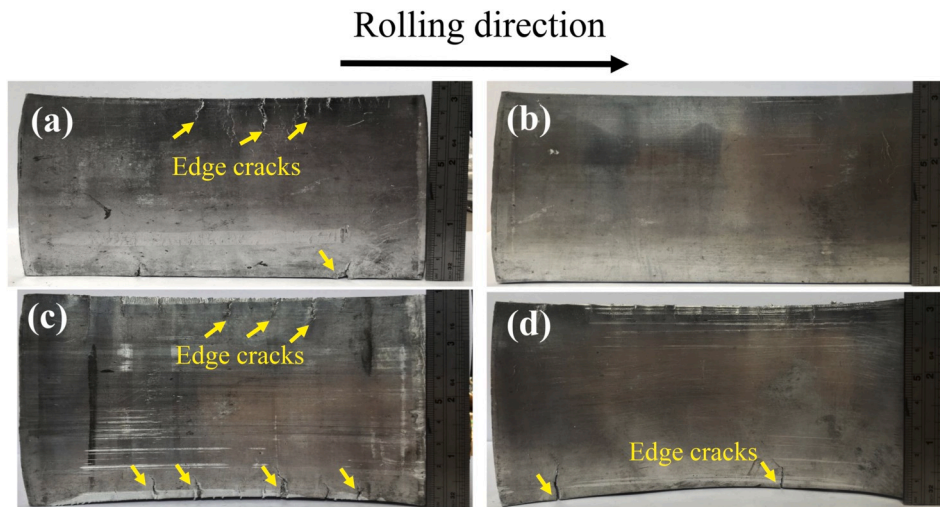 Rolling direction
(a)
Edge cracks
(b)
(c)
Edge cracks
(d)
Edge cracks